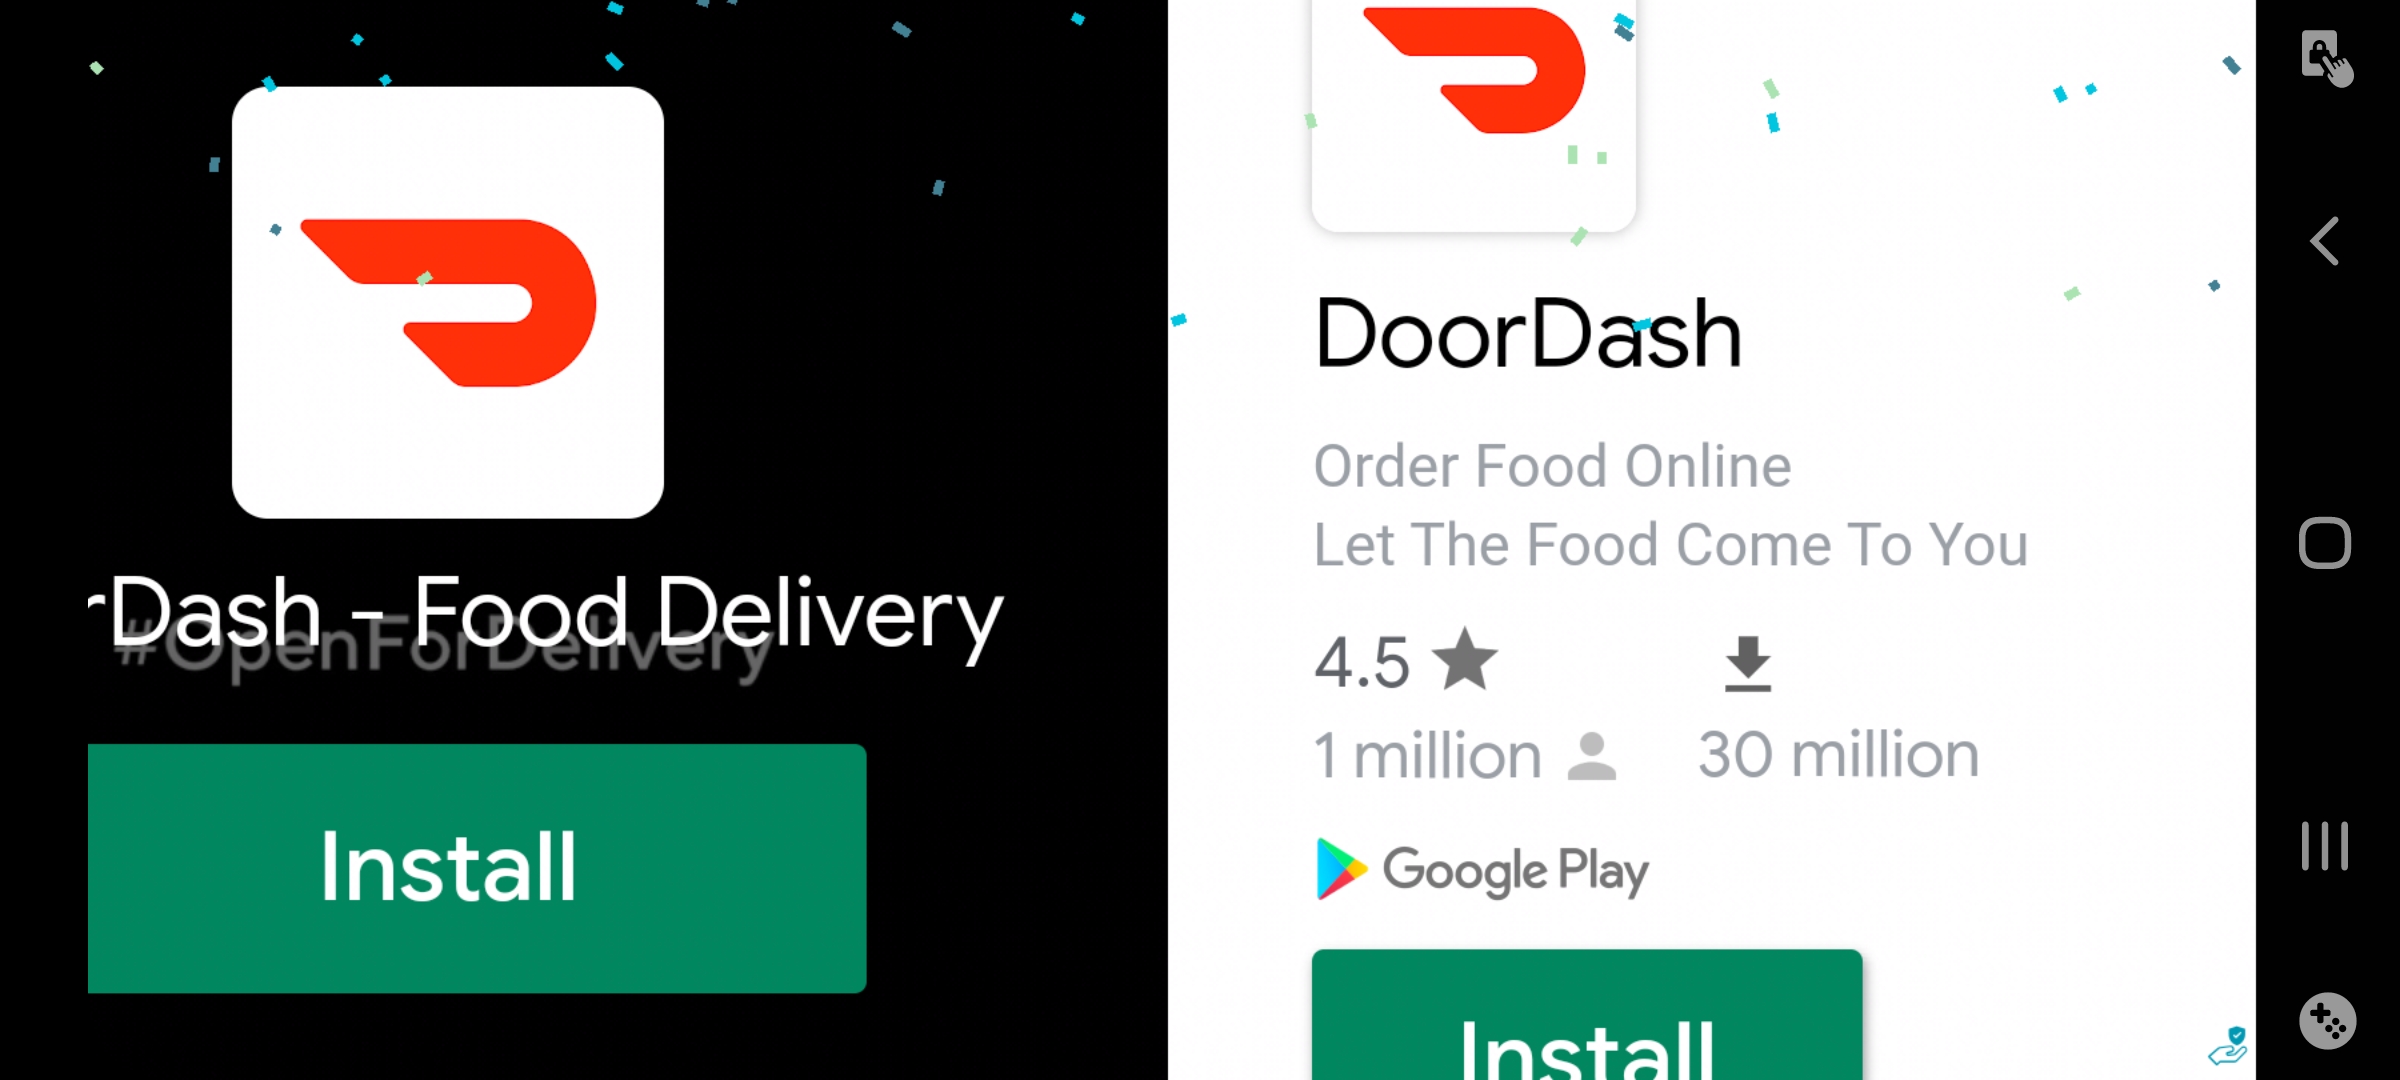 rDash - Food Delivery
#OpenForDelivery
Install
DoorDash
Order Food Online
Let The Food Come To You
4.5
1 million
30 million
Google Play
Install